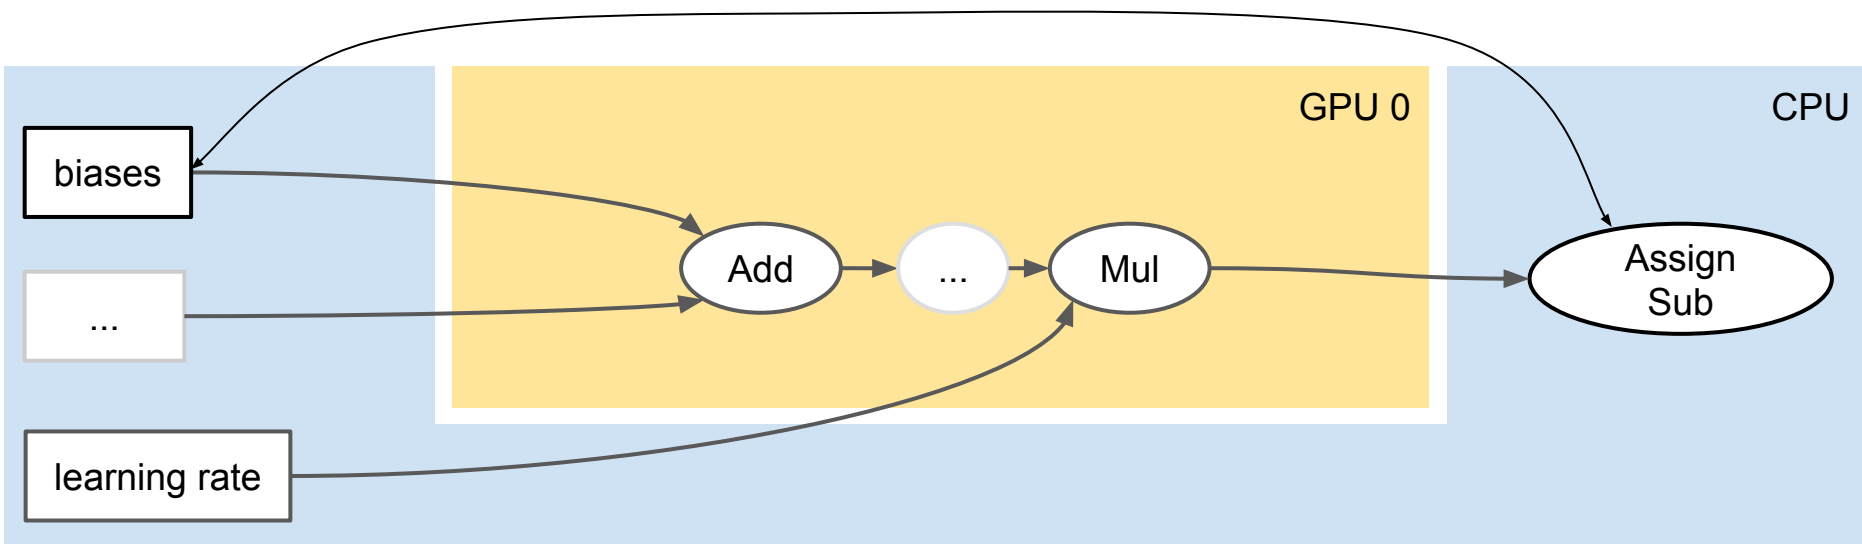 GPU 0
CPU
biases
Add
...
Mul
Assign
Sub
...
learning rate